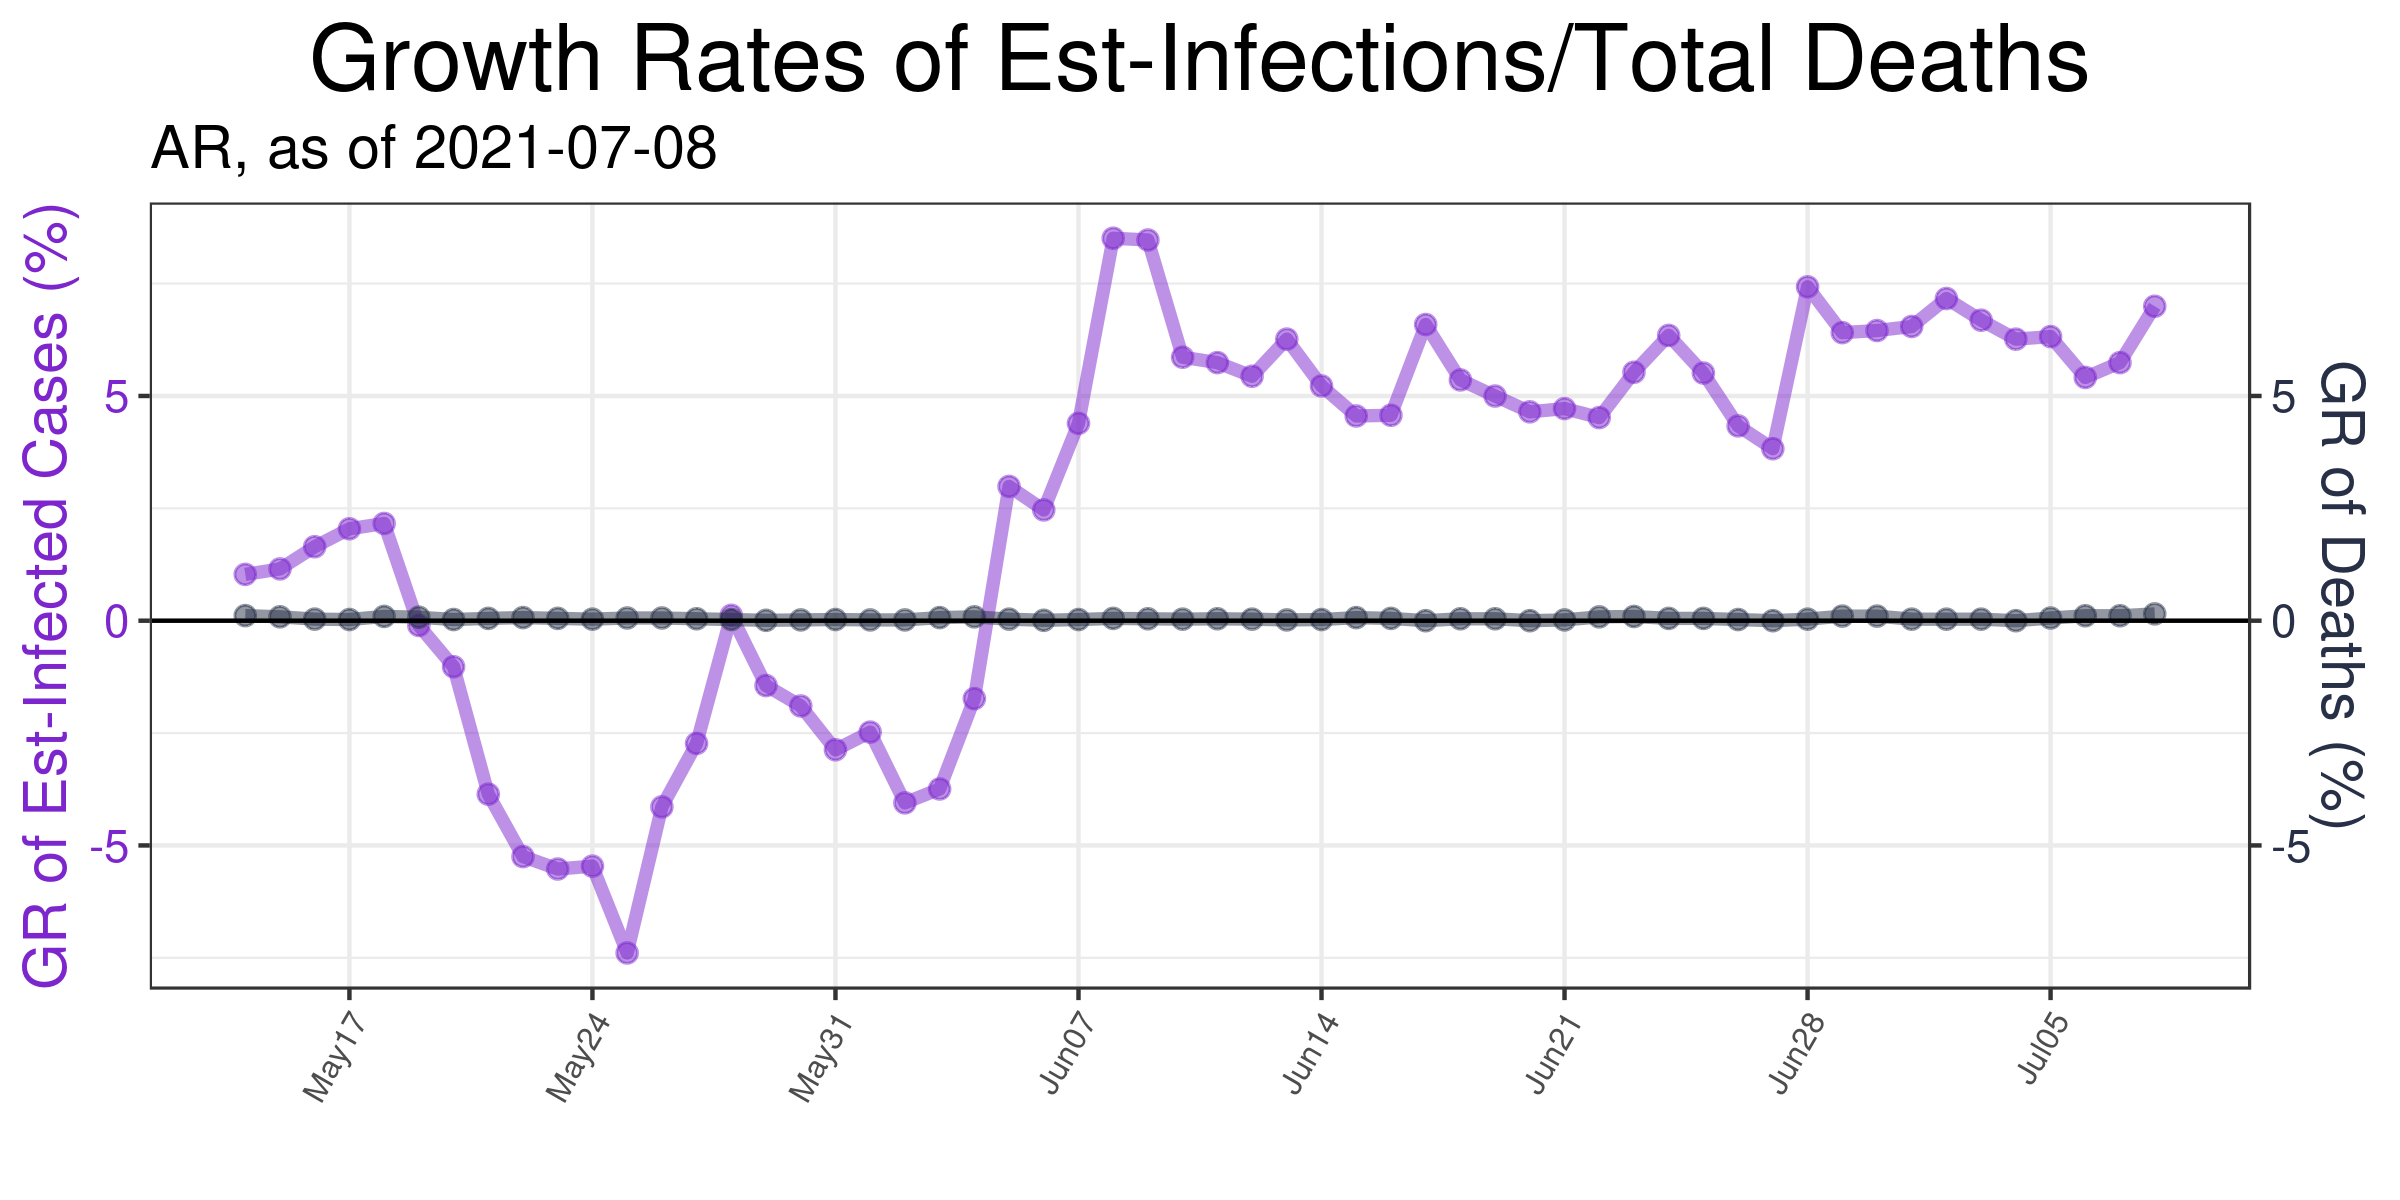 Growth Rates of Est-Infections/Total Deaths
AR, as of 2021-07-08
GR of Est-Infected Cases (%)
5
0
-5
5
0
-5
GR of Deaths (%)
May17
May24
May31
Jun07
Jun14
Jun21
Jun28
Jul05